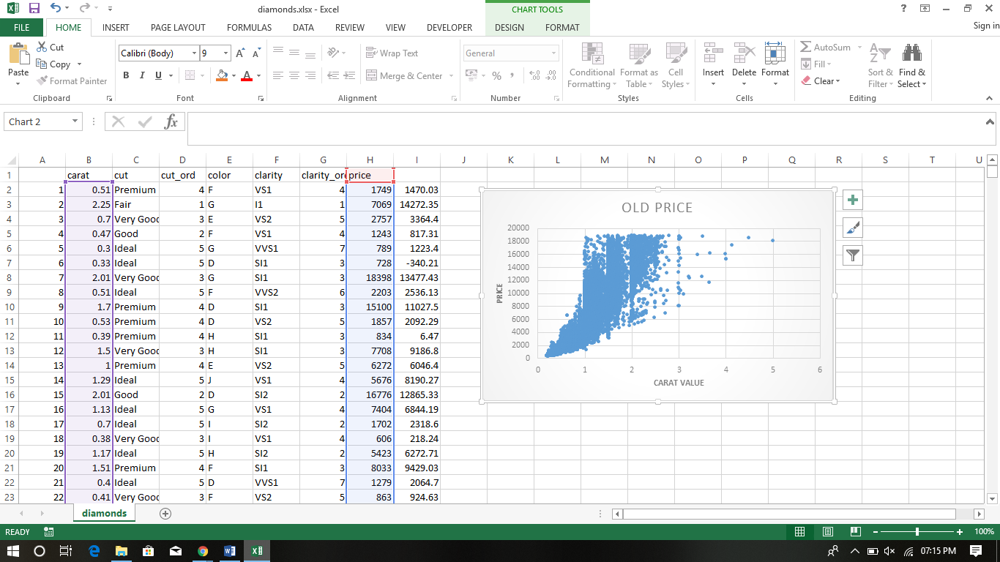 diamonds.xlsx - Excel
CHART TOOLS
?
FILE HOME INSERT PAGE LAYOUT FORMULAS DATA REVIEW VIEW DEVELOPER DESIGN FORMAT Sign in
Paste
Cut
Copy
Format Painter
Clipboard
Calibri (Body) 9
B I U
Font
Wrap Text
Merge & Center
Alignment
General
%
Number
Conditional Formatting
Format as Table
Cell Styles
Styles
Insert
Delete
Format
Cells
AutoSum
Fill
Clear
Sort & Filter
Find & Select
Editing
Chart 2
fx
A B C D E F G H I J K L M N O P Q R S T U
1 carat cut cut_ord color clarity clarity_ord price
2 1 0.51 Premium 4 F VS1 4 1749 1470.03
3 2 2.25 Fair 1 G I1 1 7069 14272.35
4 3 0.7 Very Good 3 E VS2 5 2757 3364.4
5 4 0.47 Good 2 F VS1 4 1243 817.31
6 5 0.3 Ideal 5 G VVS1 7 789 1223.4
7 6 0.33 Ideal 5 D SI1 3 728 -340.21
8 7 2.01 Very Good 3 G SI1 3 18398 13477.43
9 8 0.51 Ideal 5 F VVS2 6 2203 2536.13
10 9 1.7 Premium 4 D SI1 3 15100 11027.5
11 10 0.53 Premium 4 D VS2 5 1857 2092.29
12 11 0.39 Premium 4 H SI1 3 834 6.47
13 12 1.5 Very Good 3 H SI1 3 7708 9186.8
14 13 1 Premium 4 E VS2 5 6272 6046.4
15 14 1.29 Ideal 5 J VS1 4 5676 8190.27
16 15 2.01 Good 2 D SI2 2 16776 12865.33
17 16 1.13 Ideal 5 G VS1 4 7404 6844.19
18 17 0.7 Ideal 5 I SI2 2 1702 2318.6
19 18 0.38 Very Good 3 I VS1 4 606 218.24
20 19 1.17 Ideal 5 H SI2 2 5423 6272.71
21 20 1.51 Premium 4 F SI1 3 8033 9429.03
22 21 0.4 Ideal 5 D VVS1 7 1279 2064.7
23 22 0.41 Very Good 3 F VS2 5 863 924.63
OLD PRICE
20000
18000
16000
14000
12000
10000
8000
6000
4000
2000
0
PRICE
0 1 2 3 4 5 6
CARAT VALUE
diamonds
READY
100%
07:15 PM